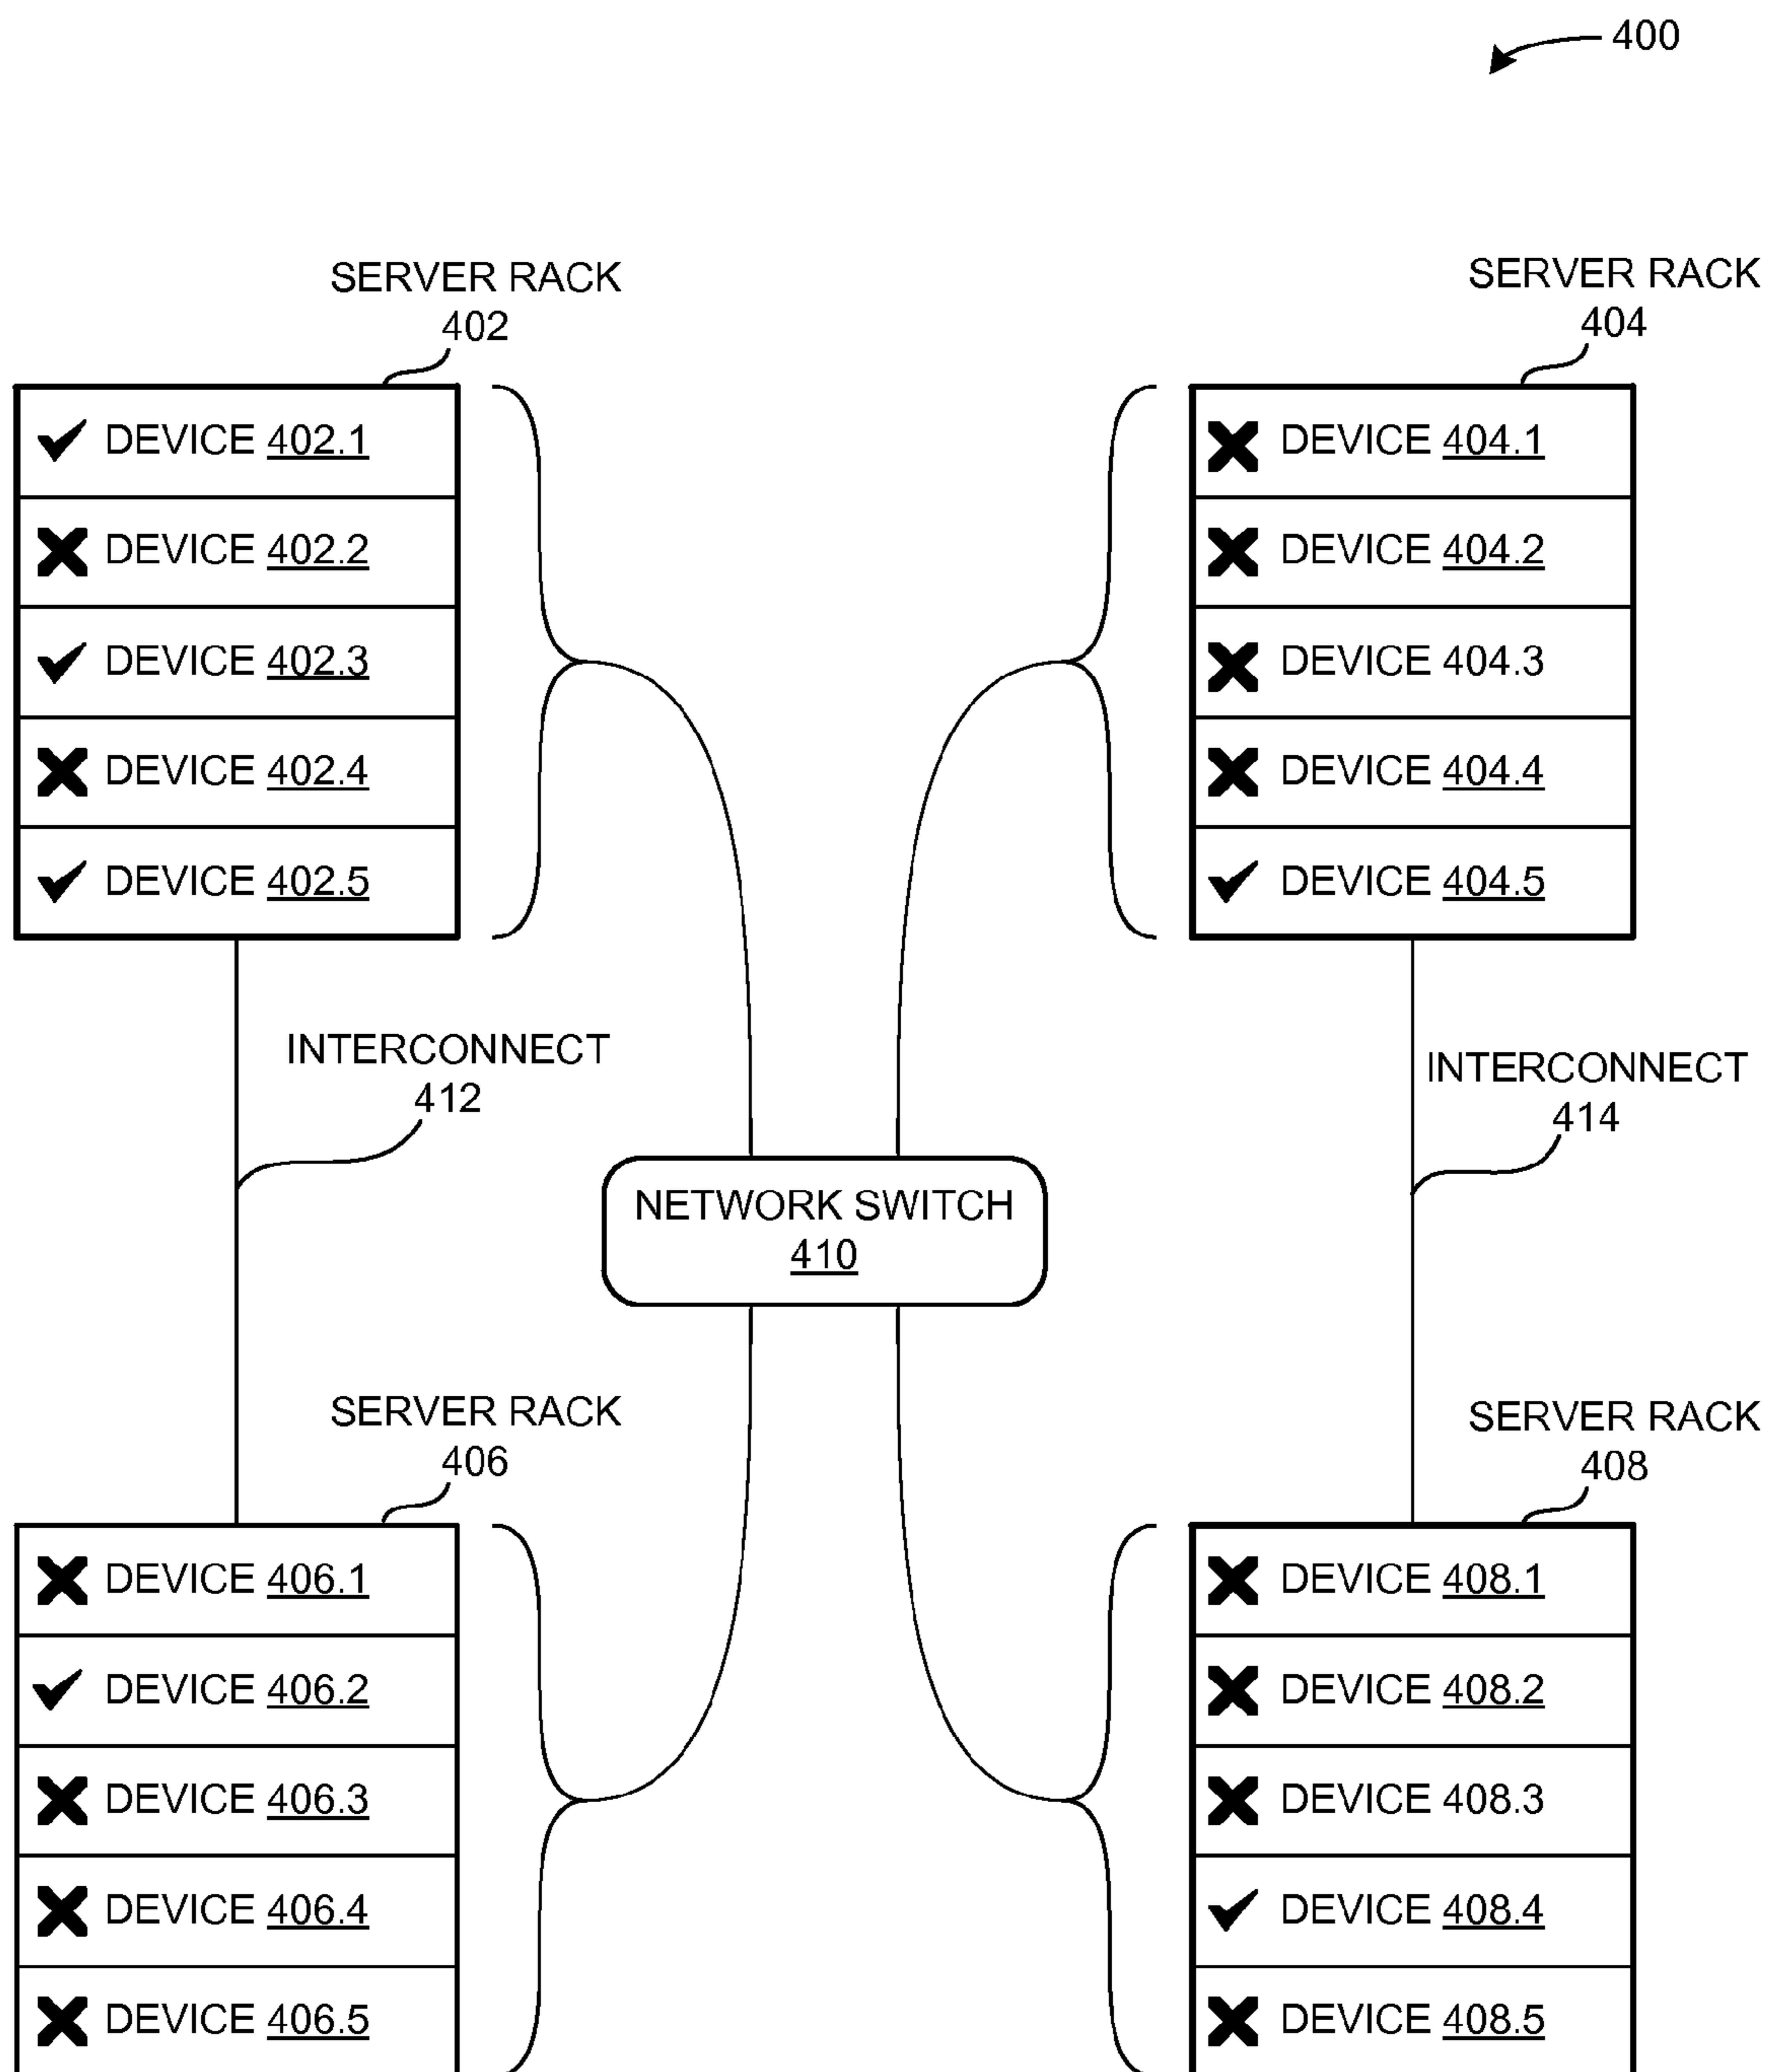 400
SERVER RACK
402
SERVER RACK
404
DEVICE 402.1
DEVICE 402.2
DEVICE 402.3
DEVICE 402.4
DEVICE 402.5
DEVICE 404.1
DEVICE 404.2
DEVICE 404.3
DEVICE 404.4
DEVICE 404.5
INTERCONNECT
412
INTERCONNECT
414
NETWORK SWITCH
410
SERVER RACK
406
SERVER RACK
408
DEVICE 406.1
DEVICE 406.2
DEVICE 406.3
DEVICE 406.4
DEVICE 406.5
DEVICE 408.1
DEVICE 408.2
DEVICE 408.3
DEVICE 408.4
DEVICE 408.5